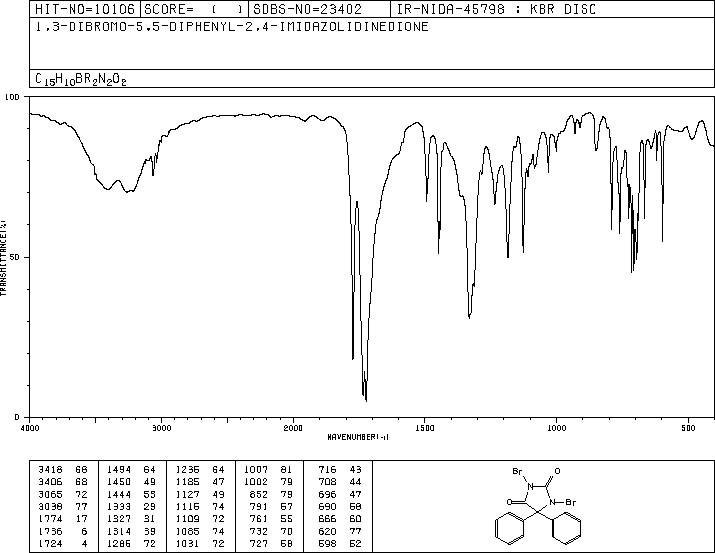 HIT-NO=10106 SCORE= ( ) SDBS-NO=23402 IR-NIDA-45798 : KBR DISC
1,3-DIBROMO-5,5-DIPHENYL-2,4-IMIDAZOLIDINEDIONE
C15H10BR2N2O2
100
50
0
TRANSMITTANCE(%)
4000 3000 2000 1500 1000 500
WAVENUMBER(-1)
3418 68 1494 64 1236 64 1007 81 716 43
3406 68 1450 49 1185 47 1002 79 708 44
3065 72 1444 55 1127 49 852 79 696 47
3038 77 1333 29 1115 74 791 57 690 58
1774 17 1327 31 1109 72 761 55 666 60
1736 6 1314 39 1085 74 732 70 620 77
1724 4 1286 72 1031 72 727 58 598 52
Br O
N
O N Br